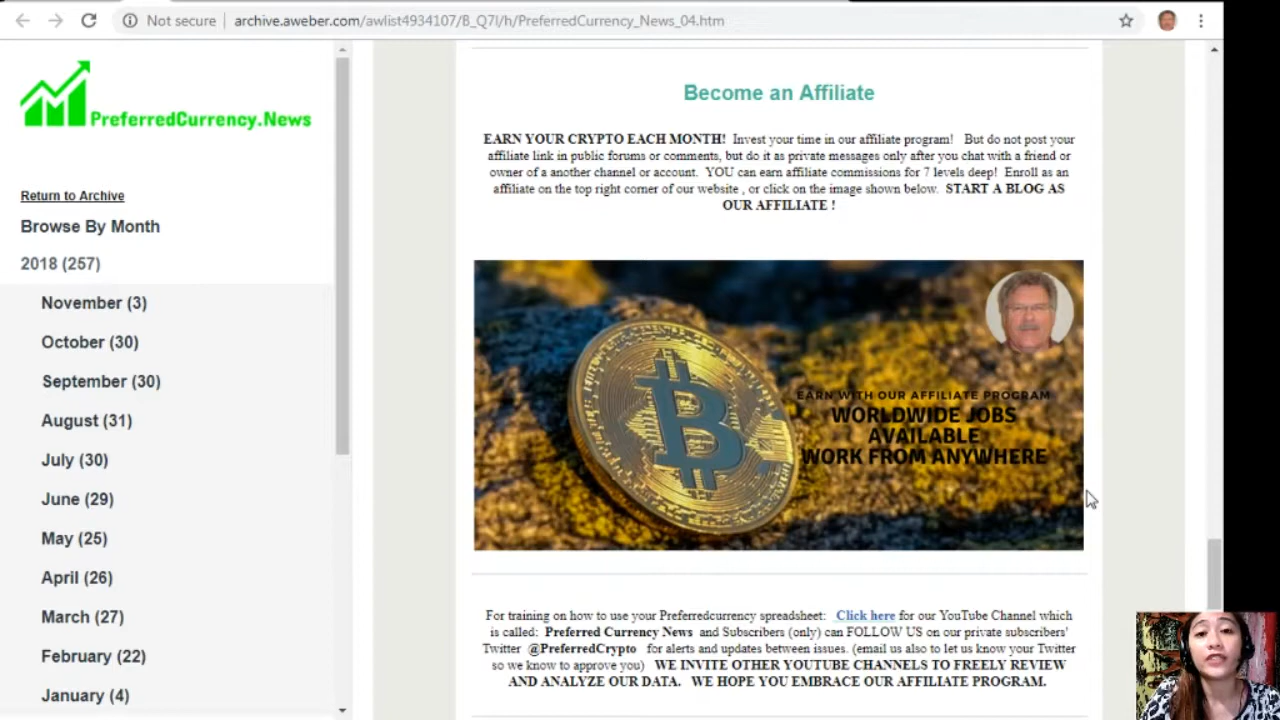 Not secure | archive.aweber.com/awlist4934107/B_Q7l/h/PreferredCurrency_News_04.htm
PreferredCurrency.News
Return to Archive
Browse By Month
2018 (257)
November (3)
October (30)
September (30)
August (31)
July (30)
June (29)
May (25)
April (26)
March (27)
February (22)
January (4)
Become an Affiliate
EARN YOUR CRYPTO EACH MONTH! Invest your time in our affiliate program! But do not post your
affiliate link in public forums or comments, but do it as private messages only after you chat with a friend or
owner of a another channel or account. YOU can earn affiliate commissions for 7 levels deep! Enroll as an
affiliate on the top right corner of our website , or click on the image shown below. START A BLOG AS
OUR AFFILIATE !
EARN WITH OUR AFFILIATE PROGRAM
WORLDWIDE JOBS
AVAILABLE
WORK FROM ANYWHERE
For training on how to use your Preferredcurrency spreadsheet: Click here for our YouTube Channel which
is called: Preferred Currency News and Subscribers (only) can FOLLOW US on our private subscribers'
Twitter @PreferredCrypto for alerts and updates between issues. (email us also to let us know your Twitter
so we know to approve you) WE INVITE OTHER YOUTUBE CHANNELS TO FREELY REVIEW
AND ANALYZE OUR DATA. WE HOPE YOU EMBRACE OUR AFFILIATE PROGRAM.